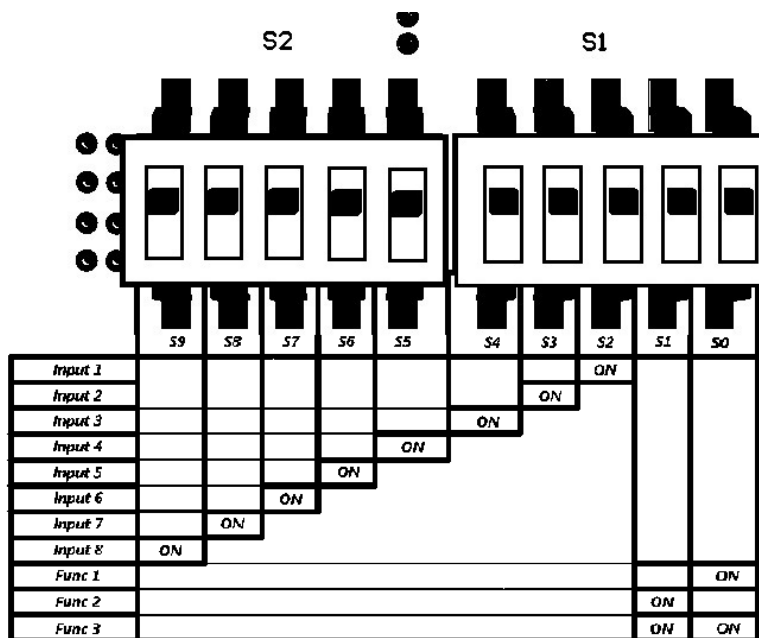 S2 S1
S9 S8 S7 S6 S5 S4 S3 S2 S1 S0
Input 1 ON
Input 2 ON
Input 3 ON
Input 4 ON
Input 5 ON
Input 6 ON
Input 7 ON
Input 8 ON
Func 1 ON
Func 2 ON
Func 3 ON ON